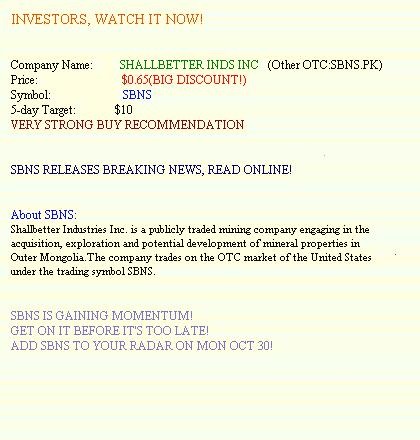 INVESTORS, WATCH IT NOW!
Company Name: SHALLBETTER INDS INC (Other OTC:SBNS.PK)
Price: $0.65(BIG DISCOUNT!)
Symbol: SBNS
5-day Target: $10
VERY STRONG BUY RECOMMENDATION
SBNS RELEASES BREAKING NEWS, READ ONLINE!
About SBNS:
Shallbetter Industries Inc. is a publicly traded mining company engaging in the
acquisition, exploration and potential development of mineral properties in
Outer Mongolia.The company trades on the OTC market of the United States
under the trading symbol SBNS.
SBNS IS GAINING MOMENTUM!
GET ON IT BEFORE IT'S TOO LATE!
ADD SBNS TO YOUR RADAR ON MON OCT 30!